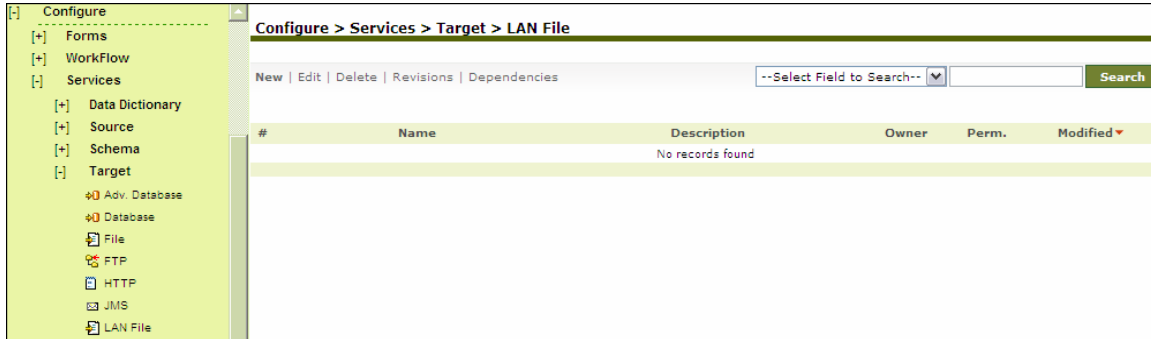 [-] Configure
[+] Forms
[+] WorkFlow
[-] Services
[+] Data Dictionary
[+] Source
[+] Schema
[-] Target
Adv. Database
Database
File
FTP
HTTP
JMS
LAN File
Configure > Services > Target > LAN File
New | Edit | Delete | Revisions | Dependencies --Select Field to Search-- Search
# Name Description Owner Perm. Modified
No records found